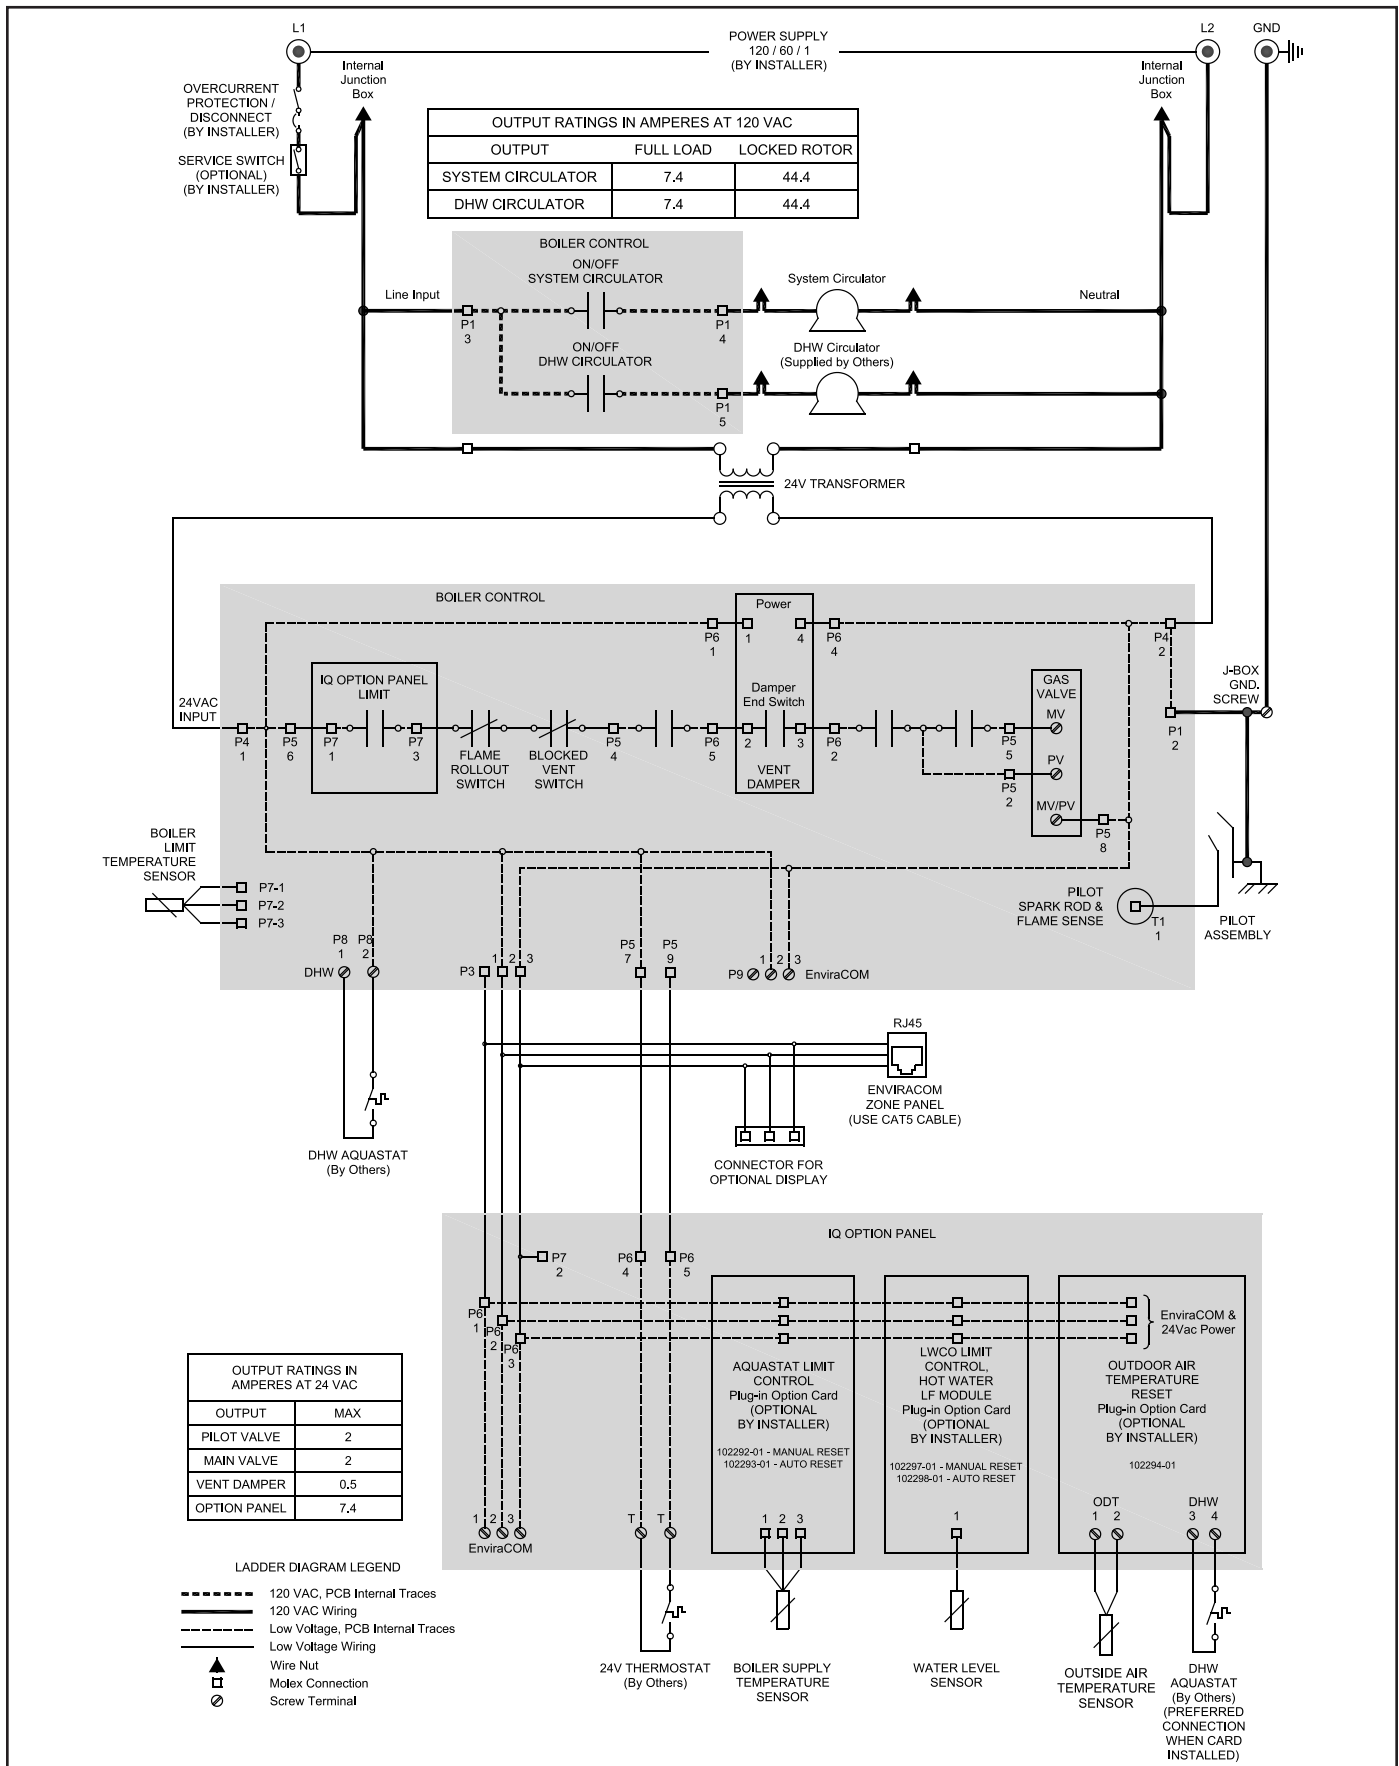 L1
POWER SUPPLY
120 / 60 / 1
(BY INSTALLER)
L2
GND
Internal
Junction
Box
Internal
Junction
Box
OVERCURRENT
PROTECTION /
DISCONNECT
(BY INSTALLER)
SERVICE SWITCH
(OPTIONAL)
(BY INSTALLER)
OUTPUT RATINGS IN AMPERES AT 120 VAC
OUTPUT FULL LOAD LOCKED ROTOR
SYSTEM CIRCULATOR 7.4 44.4
DHW CIRCULATOR 7.4 44.4
BOILER CONTROL
ON/OFF
SYSTEM CIRCULATOR
Line Input
System Circulator
Neutral
P1
3
P1
4
ON/OFF
DHW CIRCULATOR
DHW Circulator
(Supplied by Others)
P1
5
24V TRANSFORMER
BOILER CONTROL
Power
P6
1
1
4
P6
4
P4
2
J-BOX
GND.
SCREW
24VAC
INPUT
IQ OPTION PANEL
LIMIT
Damper
End Switch
GAS
VALVE
MV
P4
1
P5
6
P7
1
P7
3
FLAME
ROLLOUT
SWITCH
BLOCKED
VENT
SWITCH
P5
4
P6
5
2
3
VENT
DAMPER
P6
2
P5
5
P1
2
PV
P5
2
MV/PV
P5
8
BOILER
LIMIT
TEMPERATURE
SENSOR
P7-1
P7-2
P7-3
PILOT
SPARK ROD &
FLAME SENSE
T1
1
PILOT
ASSEMBLY
P8
1
P8
2
DHW
P3
1 2 3
P5
7
P5
9
P9
1 2 3
EnviraCOM
RJ45
ENVIRACOM
ZONE PANEL
(USE CAT5 CABLE)
DHW AQUASTAT
(By Others)
CONNECTOR FOR
OPTIONAL DISPLAY
IQ OPTION PANEL
P7
2
P6
4
P6
5
P6
1
P6
2
P6
3
EnviraCOM &
24Vac Power
AQUASTAT LIMIT
CONTROL
Plug-in Option Card
(OPTIONAL
BY INSTALLER)
102292-01 - MANUAL RESET
102293-01 - AUTO RESET
LWCO LIMIT
CONTROL,
HOT WATER
LF MODULE
Plug-in Option Card
(OPTIONAL
BY INSTALLER)
102297-01 - MANUAL RESET
102298-01 - AUTO RESET
OUTDOOR AIR
TEMPERATURE
RESET
Plug-in Option Card
(OPTIONAL
BY INSTALLER)
102294-01
OUTPUT RATINGS IN
AMPERES AT 24 VAC
OUTPUT MAX
PILOT VALVE 2
MAIN VALVE 2
VENT DAMPER 0.5
OPTION PANEL 7.4
1 2 3
EnviraCOM
T T
1 2 3
1
ODT
1 2
DHW
3 4
LADDER DIAGRAM LEGEND
120 VAC, PCB Internal Traces
120 VAC Wiring
Low Voltage, PCB Internal Traces
Low Voltage Wiring
Wire Nut
Molex Connection
Screw Terminal
24V THERMOSTAT
(By Others)
BOILER SUPPLY
TEMPERATURE
SENSOR
WATER LEVEL
SENSOR
OUTSIDE AIR
TEMPERATURE
SENSOR
DHW
AQUASTAT
(By Others)
(PREFERRED
CONNECTION
WHEN CARD
INSTALLED)